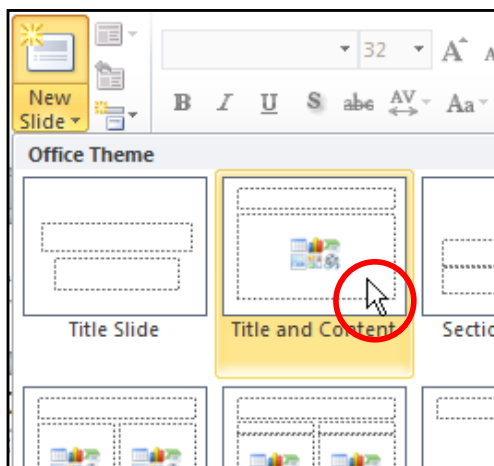 32
A A
New
Slide
B I U S abc AV Aa
Office Theme
Title Slide
Title and Content